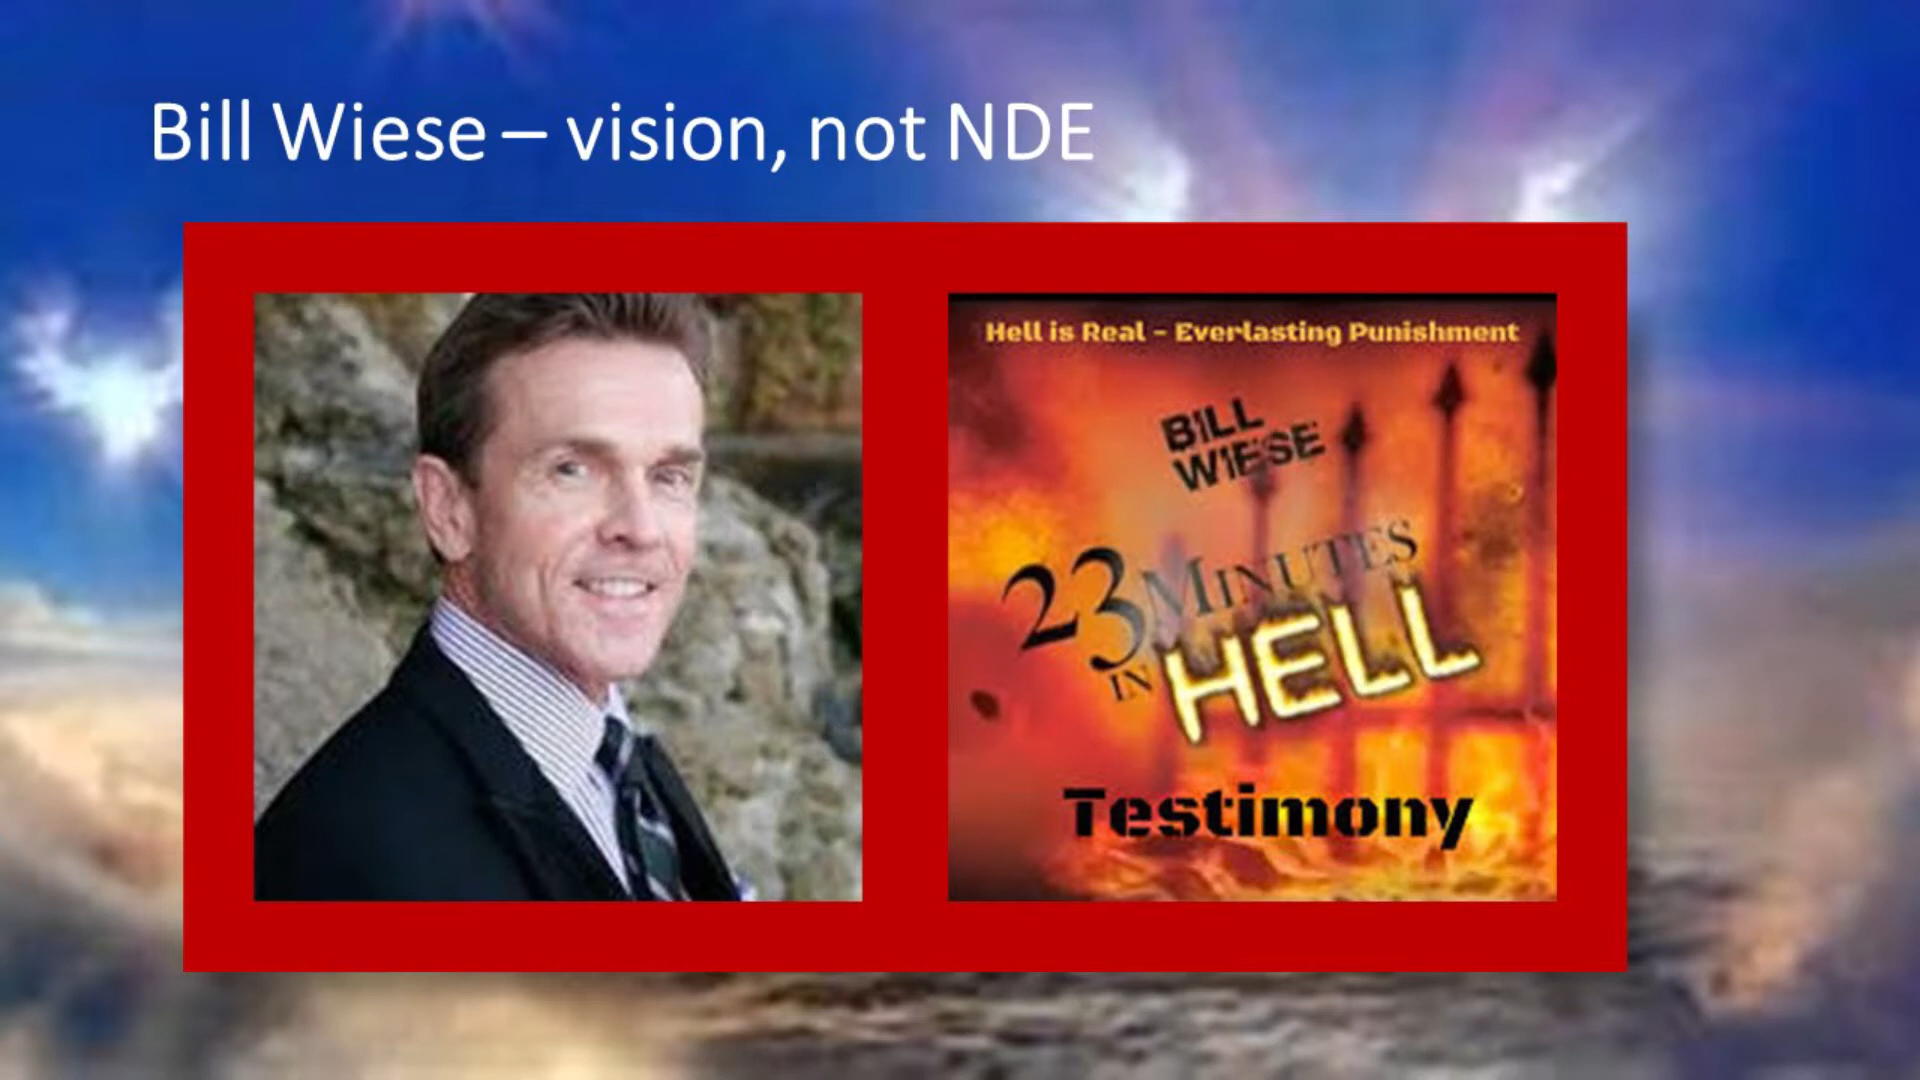 Bill Wiese – vision, not NDE
Hell is Real - Everlasting Punishment
BILL
WIESE
23 MINUTES
IN HELL
Testimony